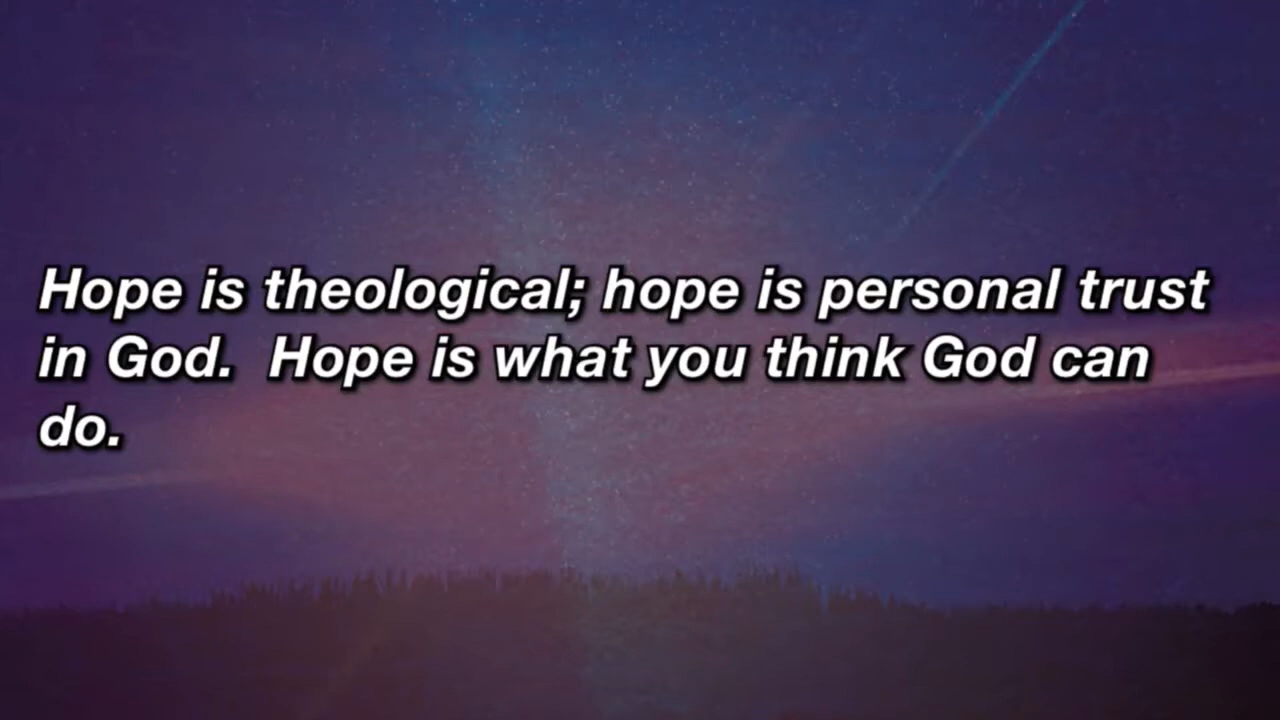 Hope is theological; hope is personal trust
in God.  Hope is what you think God can
do.